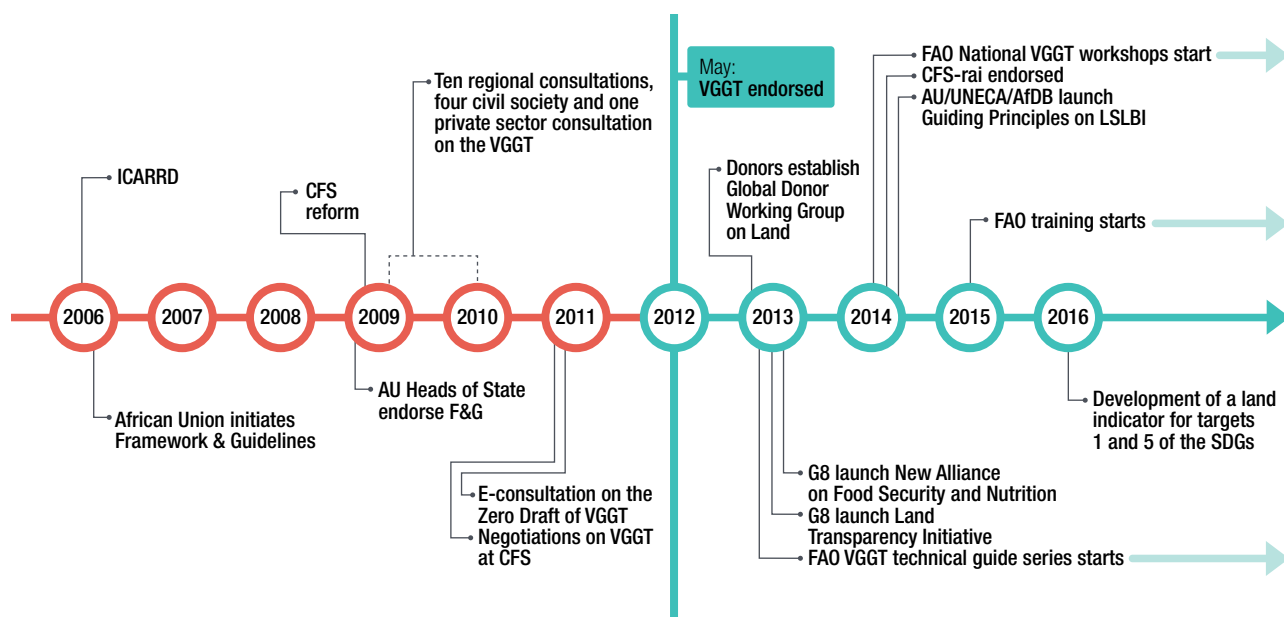 May:
VGGT endorsed
FAO National VGGT workshops start
CFS-rai endorsed
AU/UNECA/AfDB launch
Guiding Principles on LSLBI
Ten regional consultations,
four civil society and one
private sector consultation
on the VGGT
ICARRD
CFS
reform
Donors establish
Global Donor
Working Group
on Land
FAO training starts
2006
2007
2008
2009
2010
2011
2012
2013
2014
2015
2016
African Union initiates
Framework & Guidelines
AU Heads of State
endorse F&G
E-consultation on the
Zero Draft of VGGT
Negotiations on VGGT
at CFS
G8 launch New Alliance
on Food Security and Nutrition
G8 launch Land
Transparency Initiative
FAO VGGT technical guide series starts
Development of a land
indicator for targets
1 and 5 of the SDGs